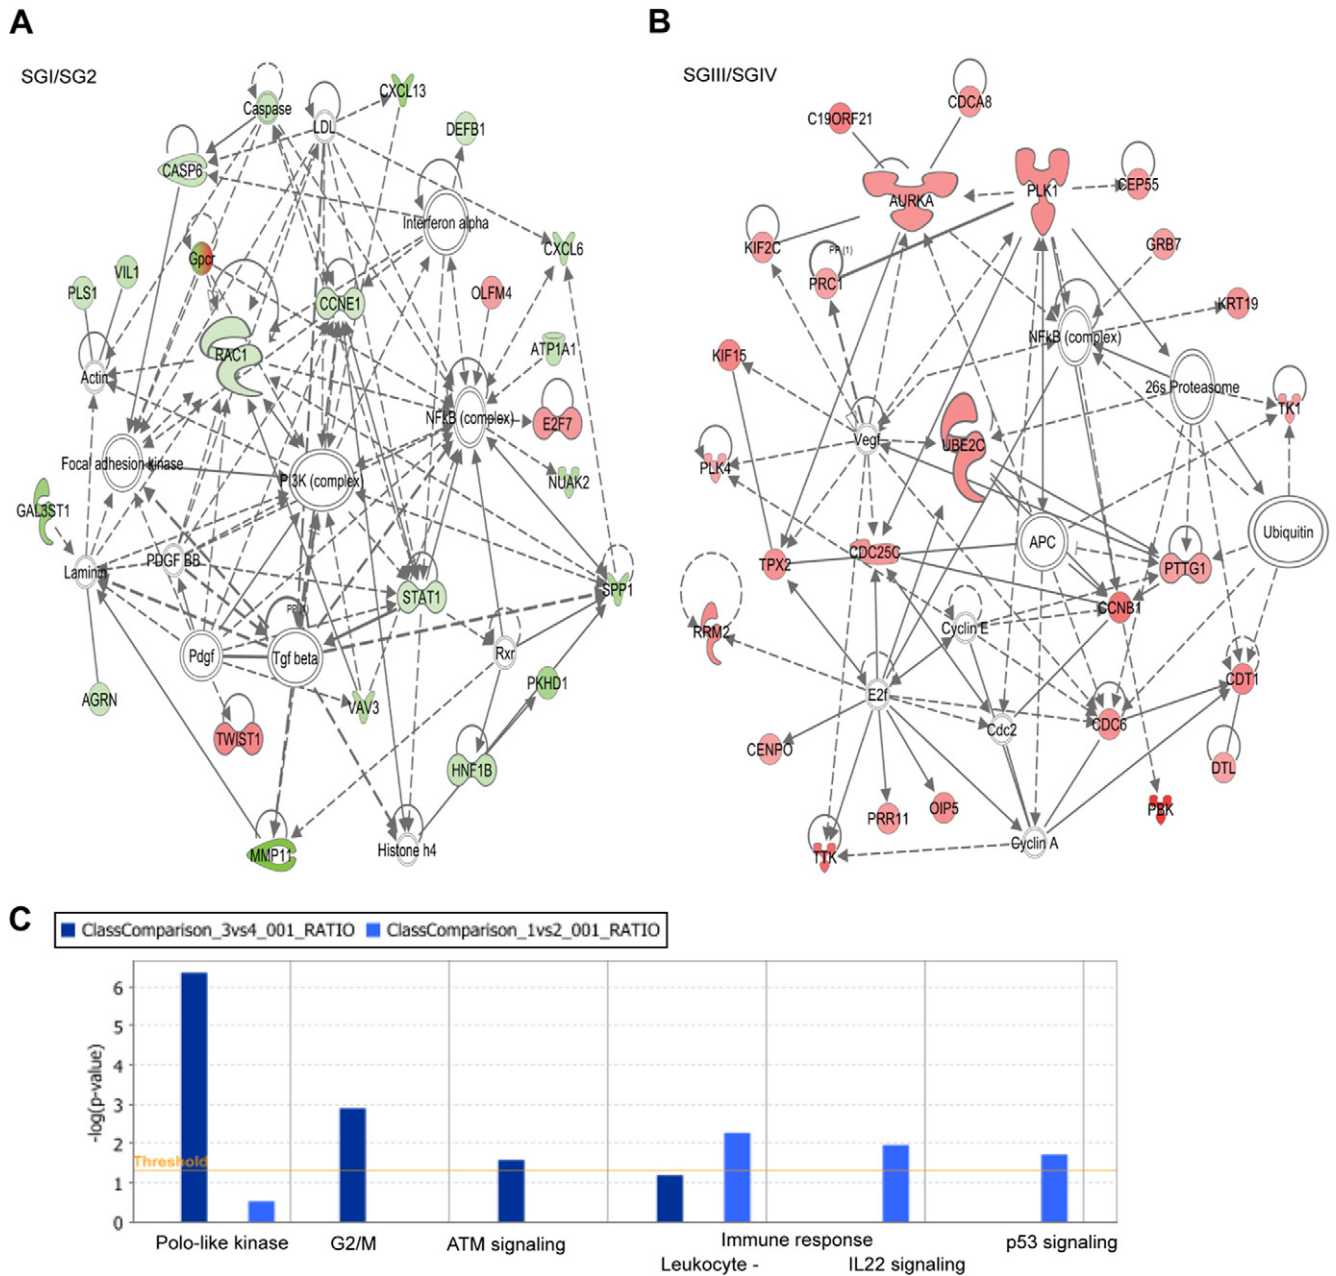 A
B
SGI/SG2
SGIII/SGIV
Caspase
LDL
CXCL13
DEFB1
CASP6
Interferon alpha
CXCL6
Gpcr
VIL1
PLS1
CCNE1
OLFM4
RAC1
ATP1A1
Actin
NFkB (complex)
E2F7
Focal adhesion kinase
PI3K (complex
NUAK2
GAL3ST1
PDGF BB
Laminin
STAT1
SPP1
PP (1)
Pdgf
Tgf beta
Rxr
PKHD1
AGRN
VAV3
TWIST1
HNF1B
MMP11
Histone h4
C19ORF21
CDCA8
AURKA
PLK1
CEP55
KIF2C
PP (1)
PRC1
GRB7
KRT19
NFkB (complex)
KIF15
26s Proteasome
TK1
Vegf
UBE2C
PLK4
APC
Ubiquitin
TPX2
CDC25C
PTTG1
CCNB1
RRM2
Cyclin E
CDT1
E2f
Cdc2
CDC6
CENPO
DTL
PRR11
OIP5
PBK
TTK
Cyclin A
C
ClassComparison_3vs4_001_RATIO
ClassComparison_1vs2_001_RATIO
-log(p-value)
6
5
4
3
2
1
0
Threshold
Polo-like kinase
G2/M
ATM signaling
Immune response
p53 signaling
Leukocyte -
IL22 signaling